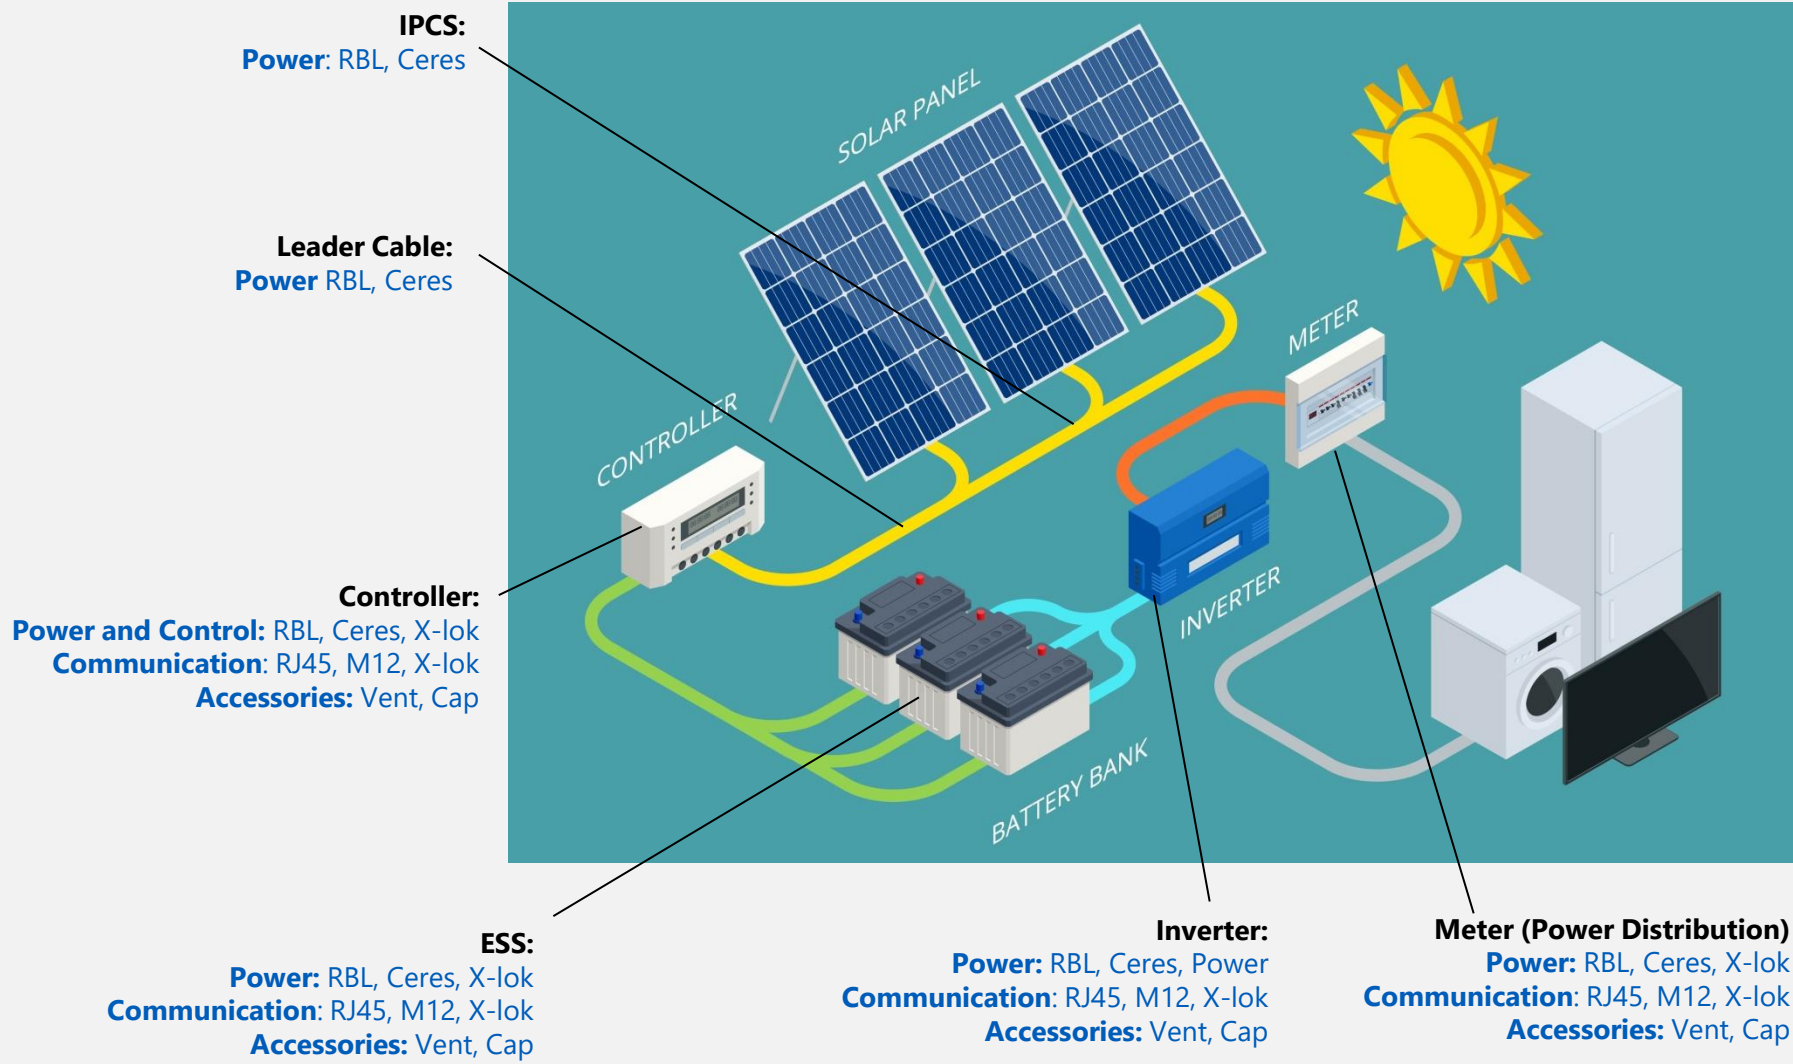 IPCS:
Power: RBL, Ceres
SOLAR PANEL
Leader Cable:
Power RBL, Ceres
METER
CONTROLLER
Controller:
Power and Control: RBL, Ceres, X-lok
Communication: RJ45, M12, X-lok
Accessories: Vent, Cap
INVERTER
BATTERY BANK
ESS:
Power: RBL, Ceres, X-lok
Communication: RJ45, M12, X-lok
Accessories: Vent, Cap
Inverter:
Power: RBL, Ceres, Power
Communication: RJ45, M12, X-lok
Accessories: Vent, Cap
Meter (Power Distribution)
Power: RBL, Ceres, X-lok
Communication: RJ45, M12, X-lok
Accessories: Vent, Cap